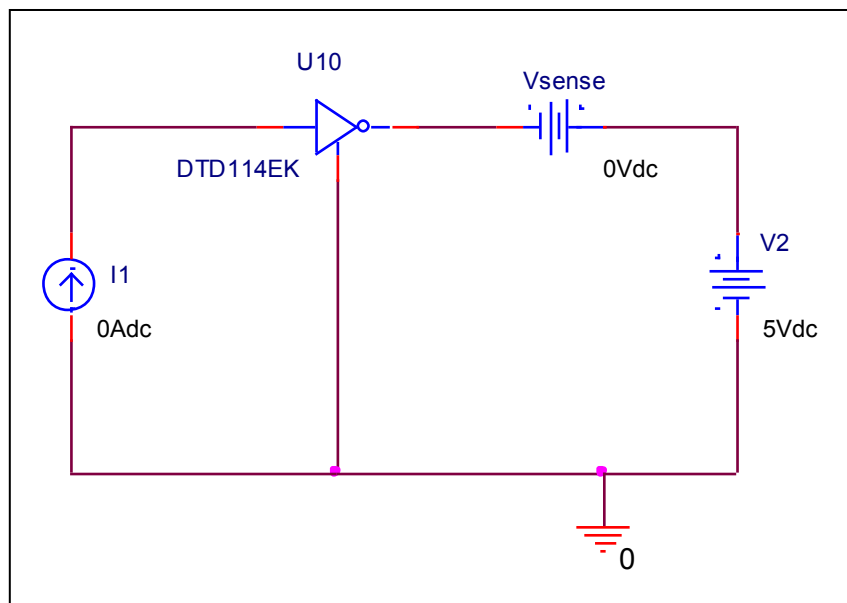 U10
Vsense
DTD114EK
0Vdc
V2
I1
0Adc
5Vdc
0